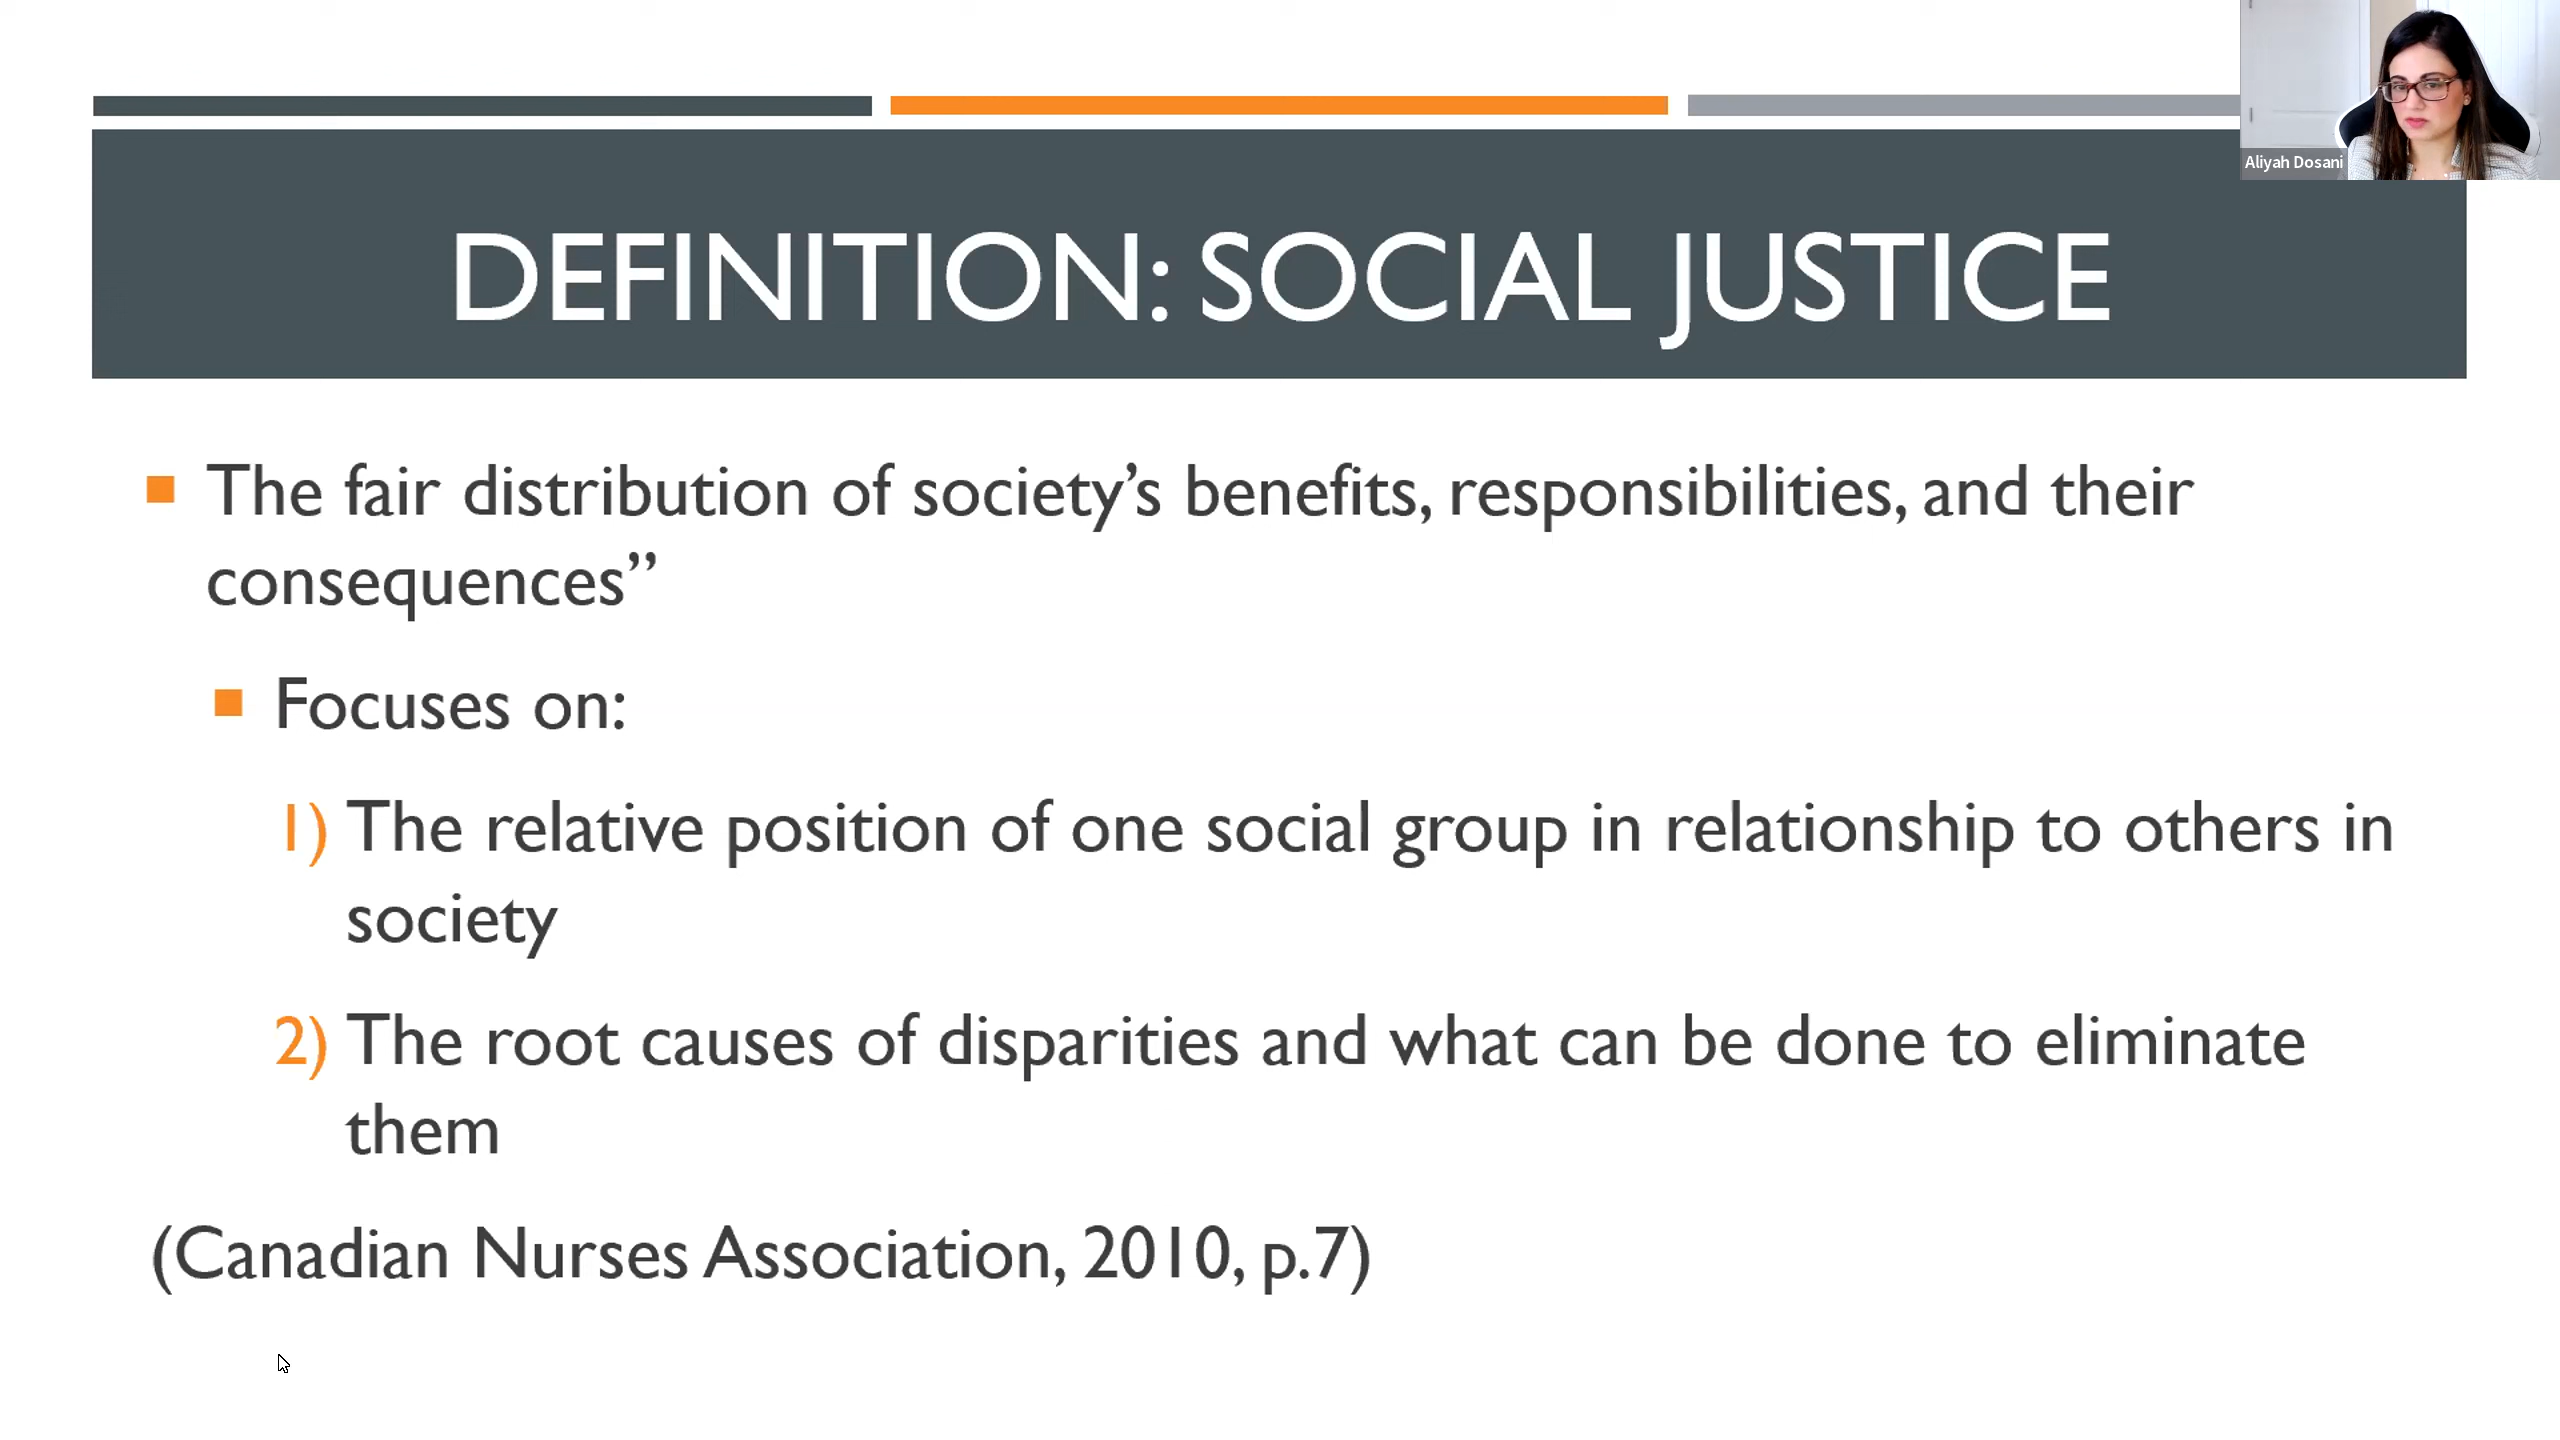 Aliyah Dosani
DEFINITION: SOCIAL JUSTICE
The fair distribution of society’s benefits, responsibilities, and their
consequences”
Focuses on:
1) The relative position of one social group in relationship to others in
society
2) The root causes of disparities and what can be done to eliminate
them
(Canadian Nurses Association, 2010, p.7)